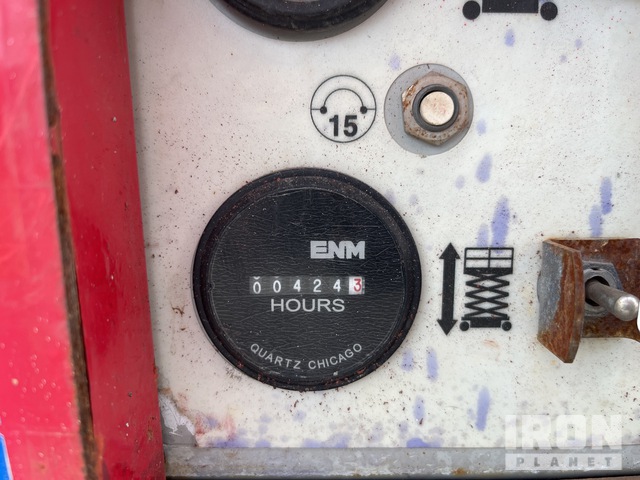 15
ENM
004243
HOURS
QUARTZ CHICAGO
IRON
PLANET